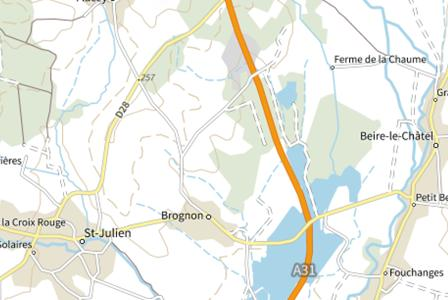 Ferme de la Chaume
257
D28
Beire-le-Châtel
Brognon
la Croix Rouge
St-Julien
Solaires
A31
Fouchanges